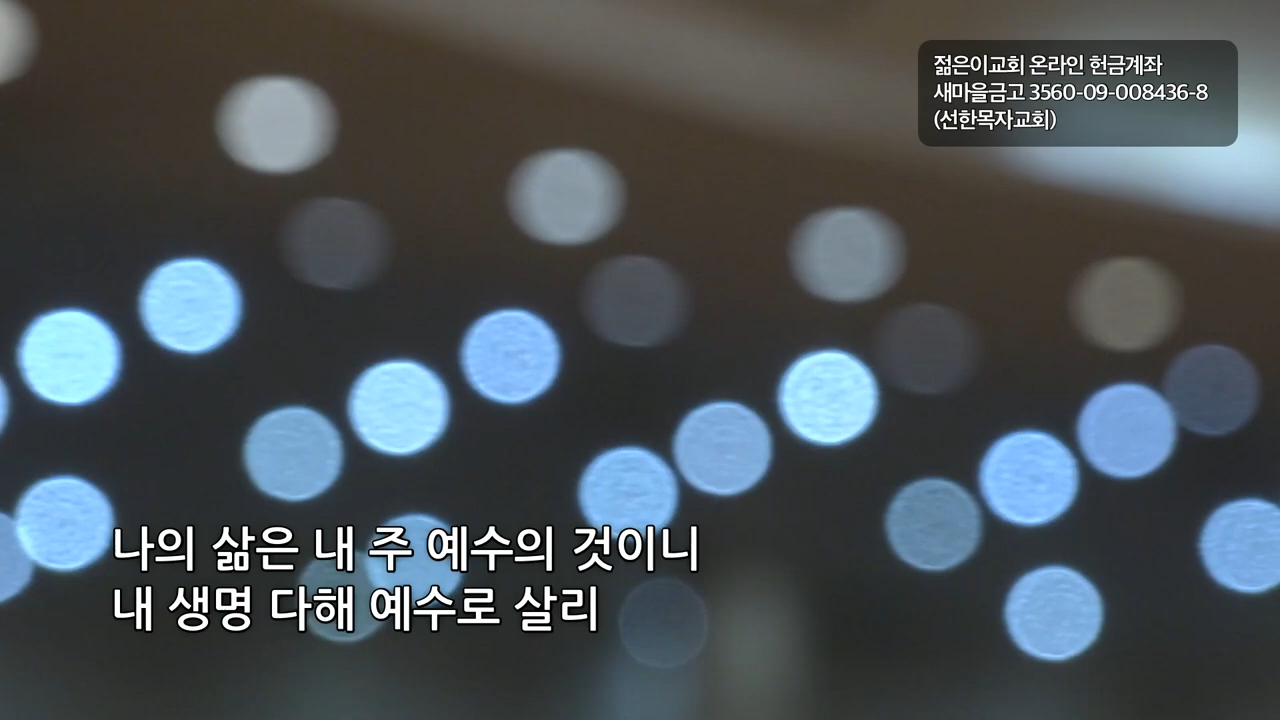 젊은이교회 온라인 헌금계좌
새마을금고 3560-09-008436-8
(선한목자교회)
나의 삶은 내 주 예수의 것이니
내 생명 다해 예수로 살리